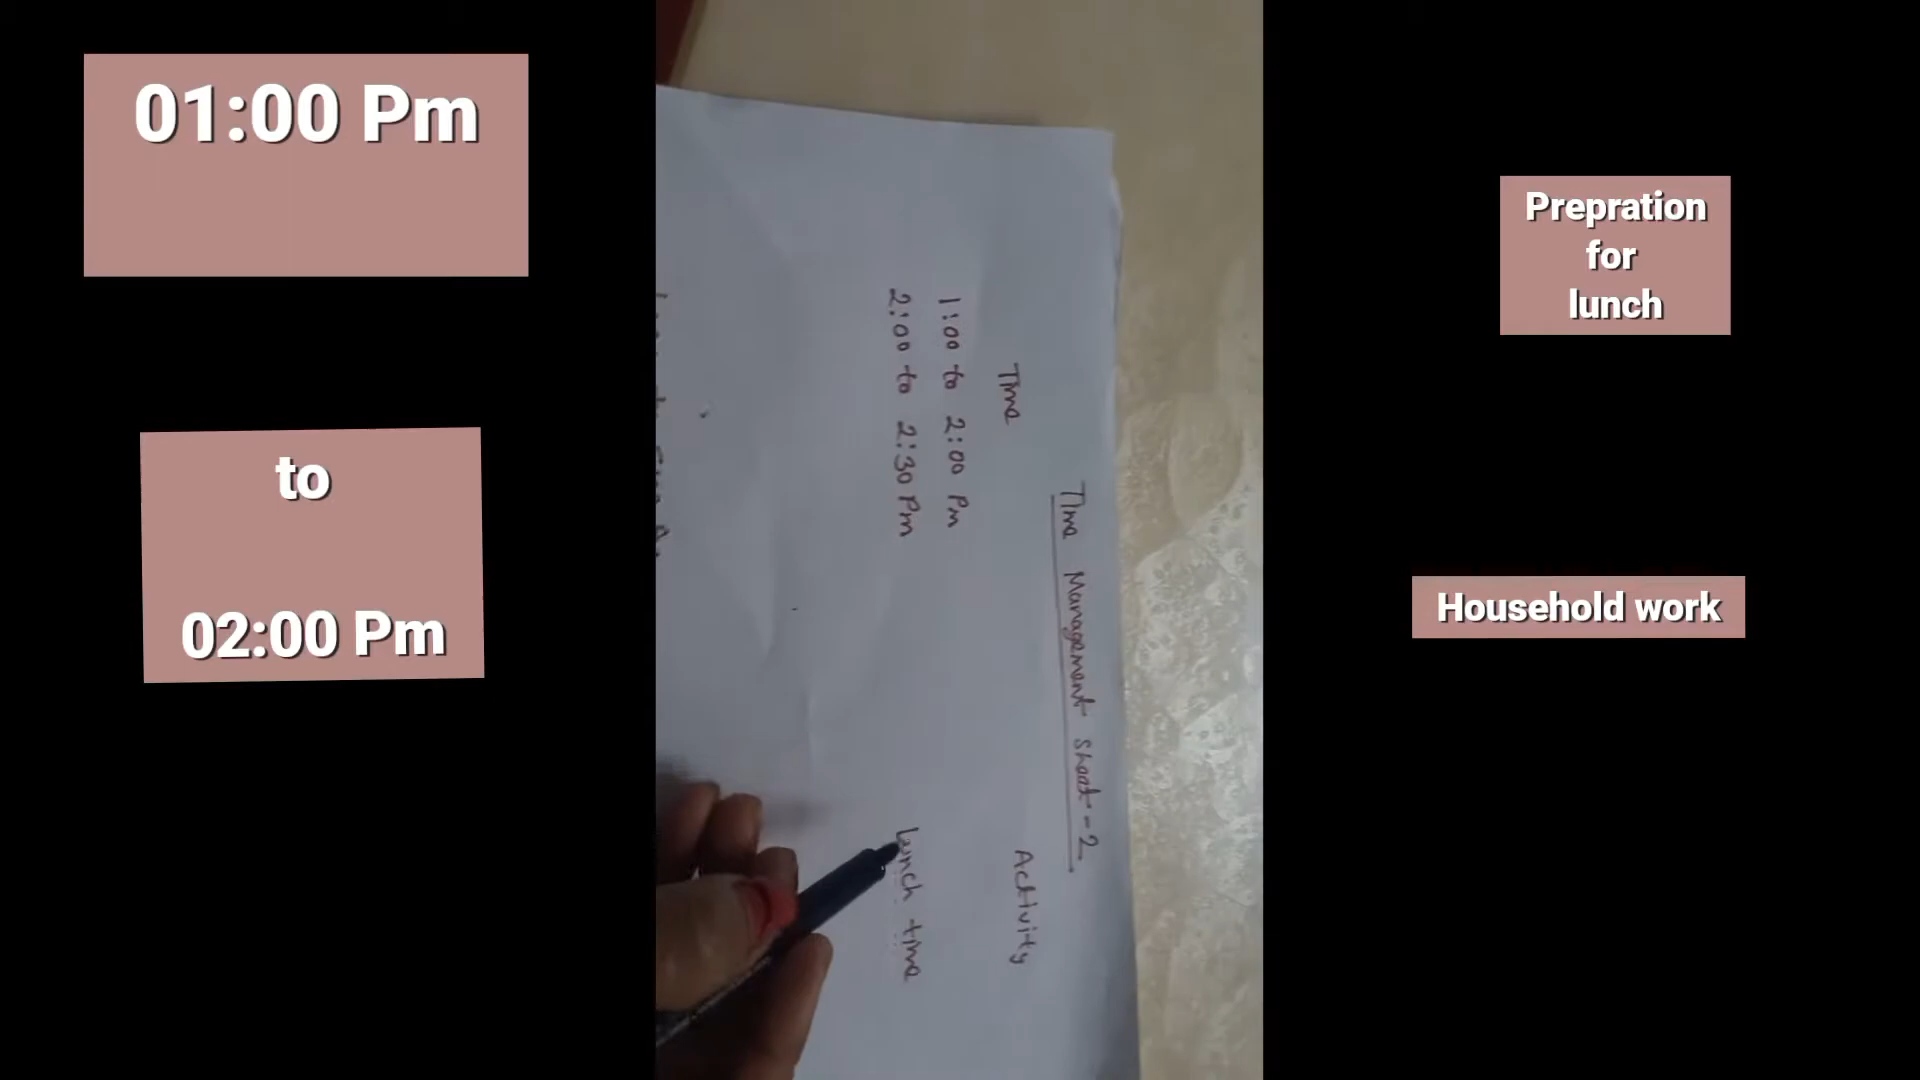 01:00 Pm
to
02:00 Pm
Time Management Sheet-2
Time Activity
1:00 to 2:00 Pm
2:00 to 2:30 Pm Lunch time
Prepration
for
lunch
Household work